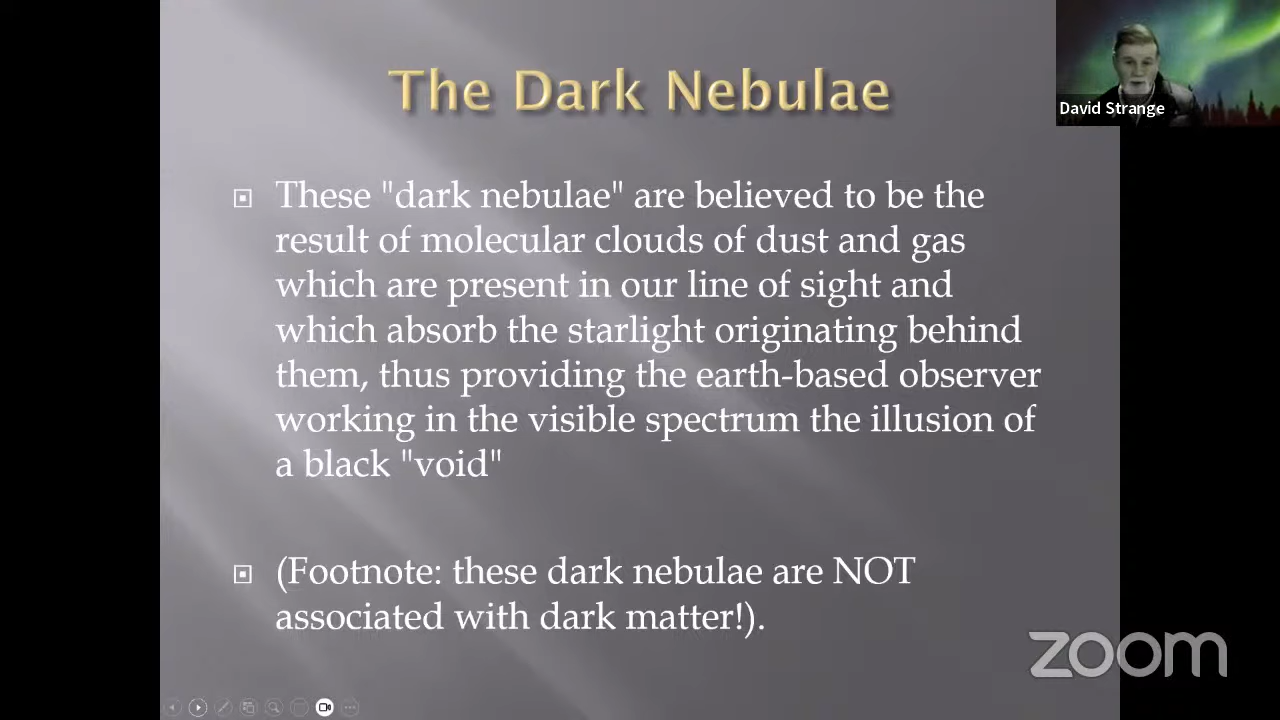 The Dark Nebulae
David Strange
These "dark nebulae" are believed to be the
result of molecular clouds of dust and gas
which are present in our line of sight and
which absorb the starlight originating behind
them, thus providing the earth-based observer
working in the visible spectrum the illusion of
a black "void"
(Footnote: these dark nebulae are NOT
associated with dark matter!).
zoom